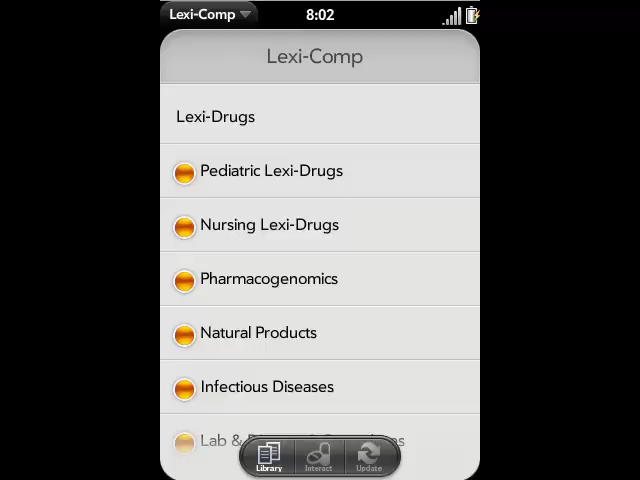 Lexi-Comp
8:02
Lexi-Comp
Lexi-Drugs
Pediatric Lexi-Drugs
Nursing Lexi-Drugs
Pharmacogenomics
Natural Products
Infectious Diseases
Lab &
Library
Interact
Update